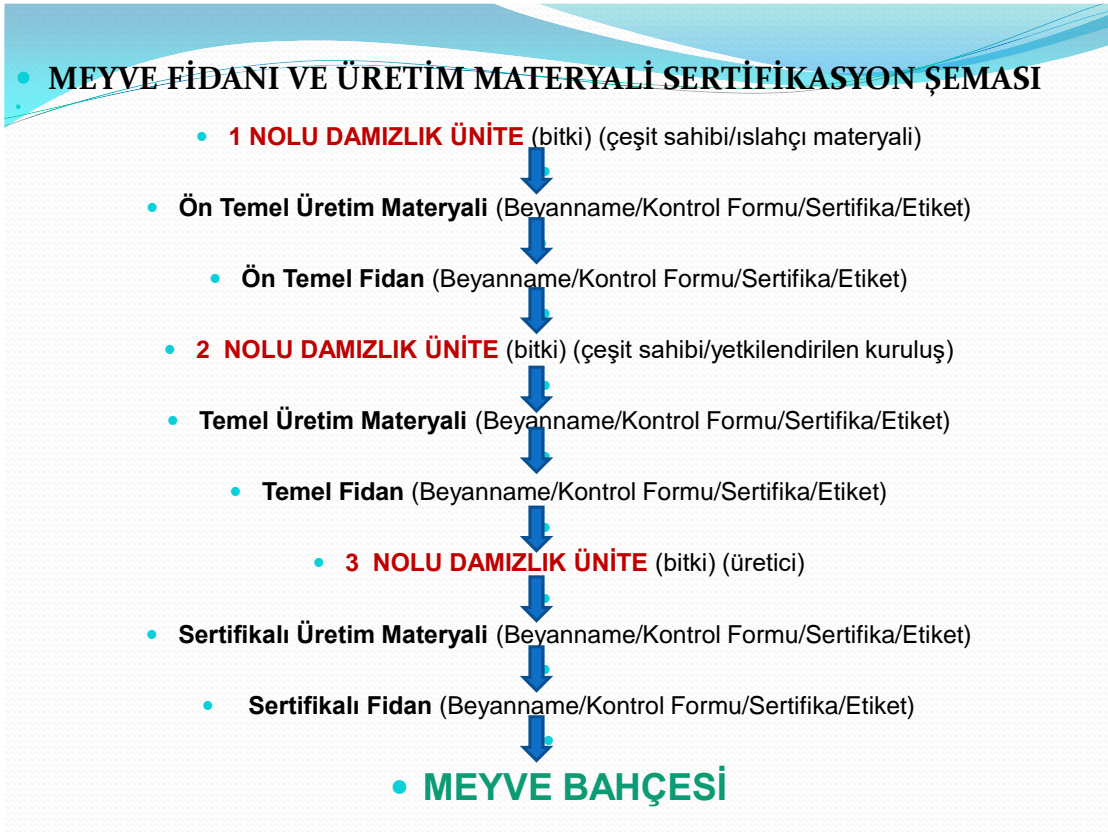 MEYVE FİDANI VE ÜRETİM MATERYALİ SERTİFİKASYON ŞEMASI
1 NOLU DAMIZLIK ÜNİTE (bitki) (çeşit sahibi/ıslahçı materyali)
Ön Temel Üretim Materyali (Beyanname/Kontrol Formu/Sertifika/Etiket)
Ön Temel Fidan (Beyanname/Kontrol Formu/Sertifika/Etiket)
2 NOLU DAMIZLIK ÜNİTE (bitki) (çeşit sahibi/yetkilendirilen kuruluş)
Temel Üretim Materyali (Beyanname/Kontrol Formu/Sertifika/Etiket)
Temel Fidan (Beyanname/Kontrol Formu/Sertifika/Etiket)
3 NOLU DAMIZLIK ÜNİTE (bitki) (üretici)
Sertifikalı Üretim Materyali (Beyanname/Kontrol Formu/Sertifika/Etiket)
Sertifikalı Fidan (Beyanname/Kontrol Formu/Sertifika/Etiket)
MEYVE BAHÇESİ